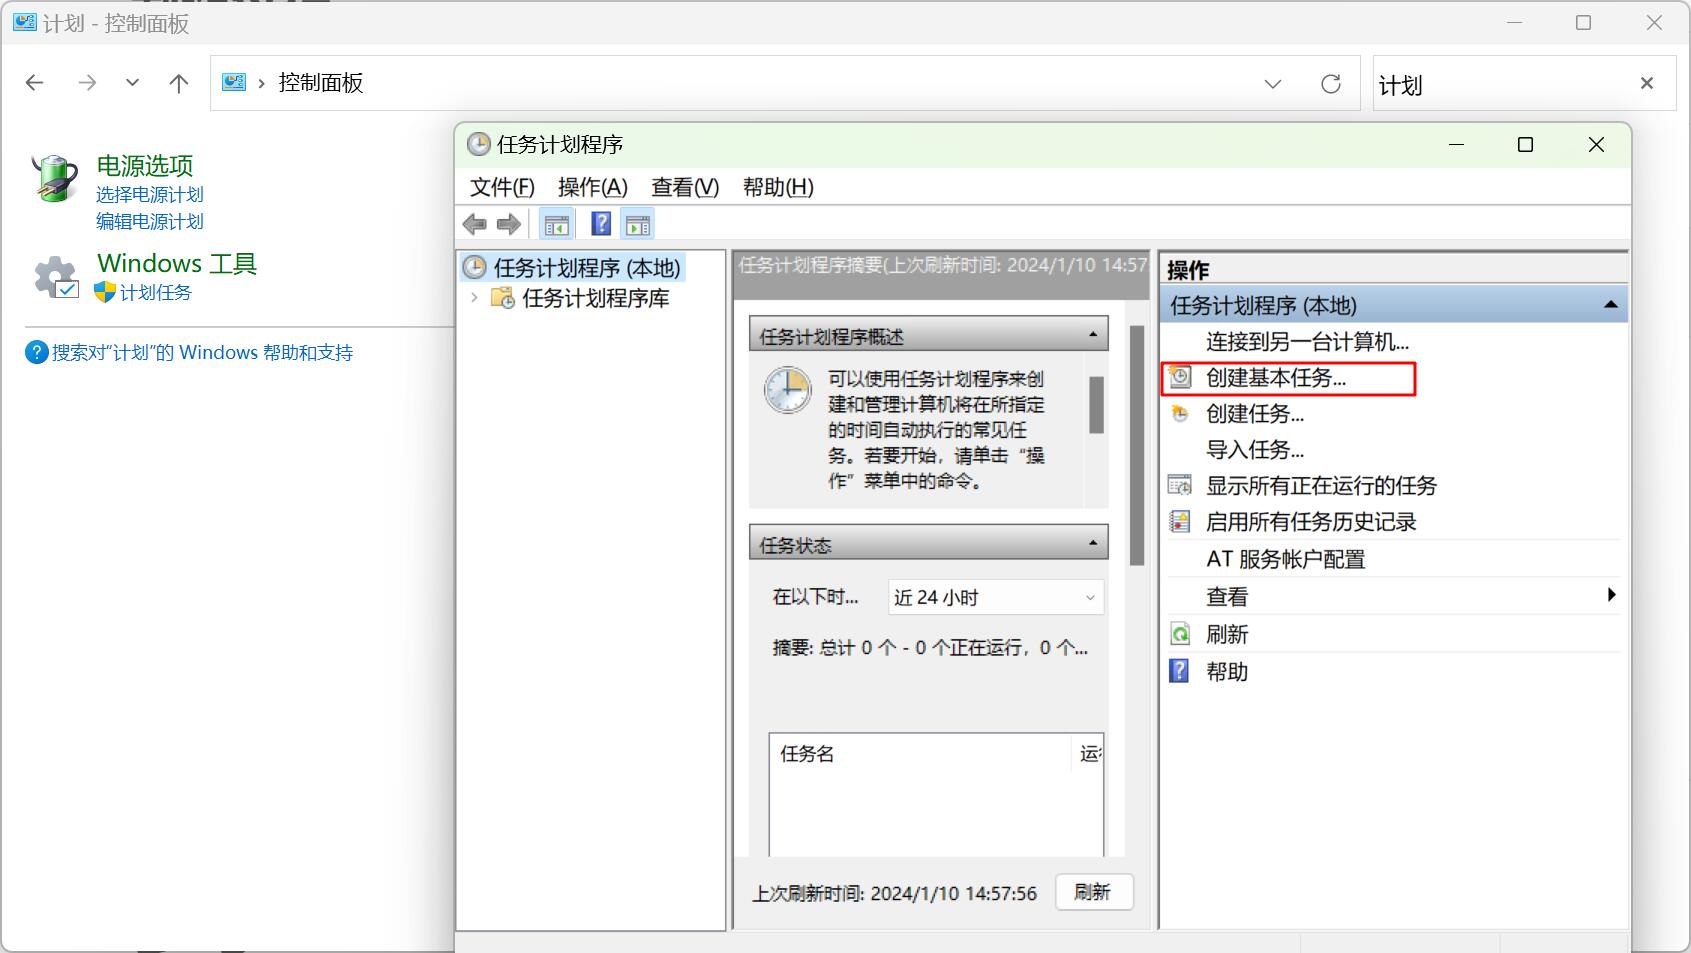 计划 - 控制面板
控制面板
计划
电源选项
选择电源计划
编辑电源计划
Windows 工具
计划任务
搜索对“计划”的 Windows 帮助和支持
任务计划程序
文件(F) 操作(A) 查看(V) 帮助(H)
任务计划程序 (本地)
任务计划程序库
任务计划程序摘要(上次刷新时间: 2024/1/10 14:57
任务计划程序概述
可以使用任务计划程序来创
建和管理计算机将在所指定
的时间自动执行的常见任
务。若要开始，请单击“操
作”菜单中的命令。
任务状态
在以下时... 近 24 小时
摘要: 总计 0 个 - 0 个正在运行，0 个...
任务名
上次刷新时间: 2024/1/10 14:57:56 刷新
操作
任务计划程序 (本地)
连接到另一台计算机...
创建基本任务...
创建任务...
导入任务...
显示所有正在运行的任务
启用所有任务历史记录
AT 服务帐户配置
查看
刷新
帮助